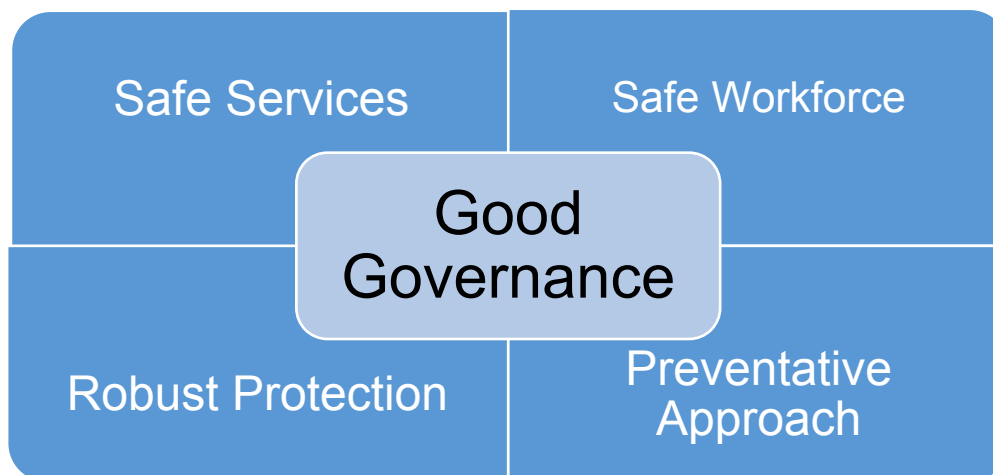 Safe Services
Safe Workforce
Good
Governance
Robust Protection
Preventative
Approach